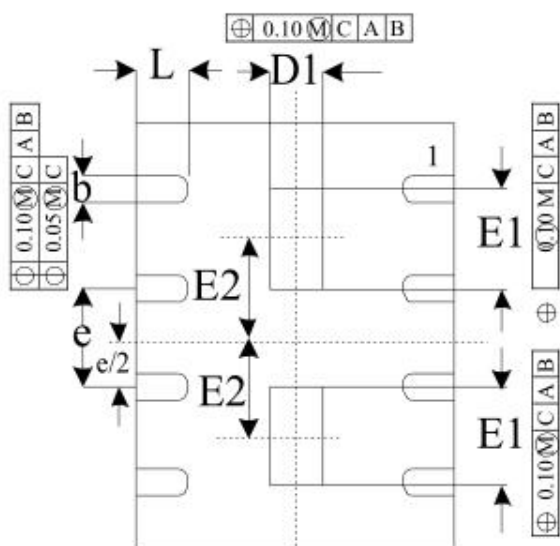 ⌖ 0.10 Ⓜ C A B
L
D1
0.10 Ⓜ C A B
0.05 Ⓜ C
b
1
E1
0.10 M C A B
E2
e
e/2
E2
E1
⌖ 0.10 Ⓜ C A B